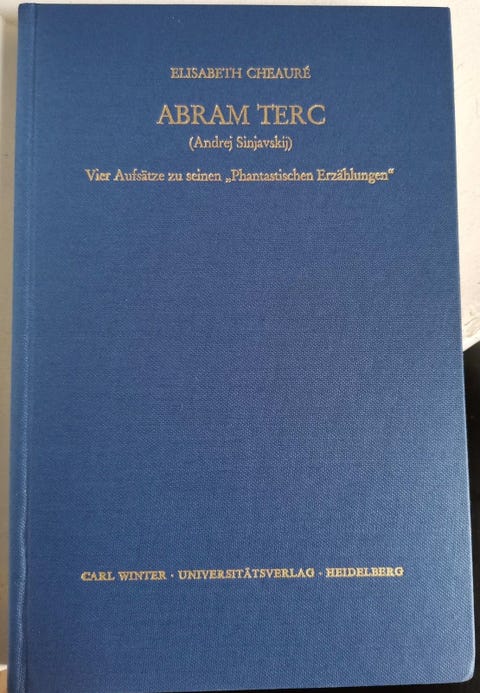 ELISABETH CHEAURÉ
ABRAM TERC
(Andrej Sinjavskij)
Vier Aufsätze zu seinen „Phantastischen Erzählungen“
CARL WINTER · UNIVERSITÄTSVERLAG · HEIDELBERG